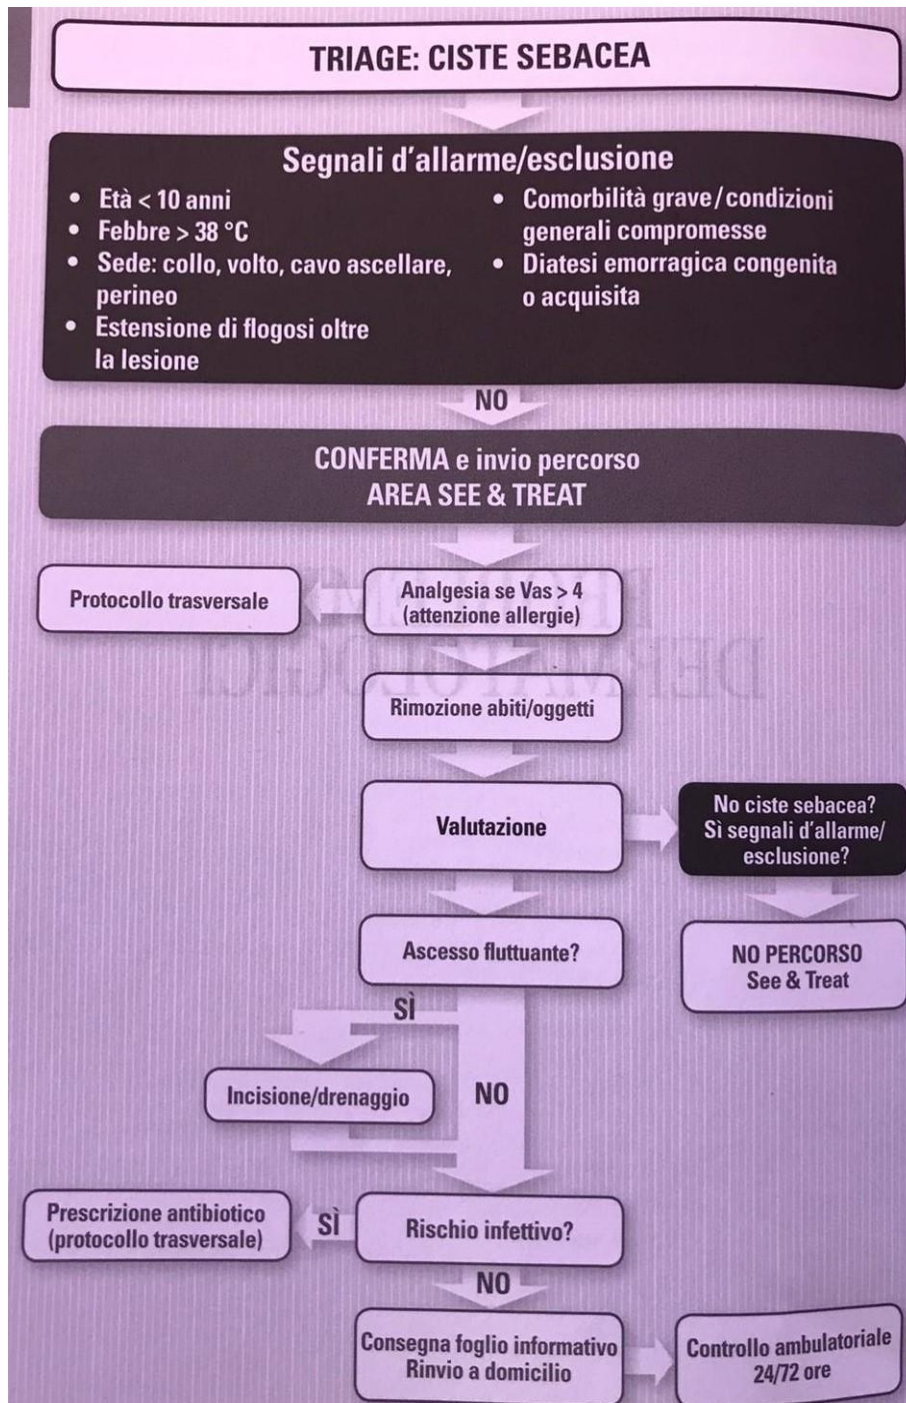 TRIAGE: CISTE SEBACEA
Segnali d'allarme/esclusione
• Età < 10 anni
• Febbre > 38 °C
• Sede: collo, volto, cavo ascellare,
perineo
• Estensione di flogosi oltre
la lesione
• Comorbilità grave/condizioni
generali compromesse
• Diatesi emorragica congenita
o acquisita
NO
CONFERMA e invio percorso
AREA SEE & TREAT
Analgesia se Vas > 4
(attenzione allergie)
Protocollo trasversale
Rimozione abiti/oggetti
Valutazione
No ciste sebacea?
Sì segnali d'allarme/
esclusione?
NO PERCORSO
See & Treat
Ascesso fluttuante?
SÌ
Incisione/drenaggio
NO
Rischio infettivo?
SÌ
Prescrizione antibiotico
(protocollo trasversale)
NO
Consegna foglio informativo
Rinvio a domicilio
Controllo ambulatoriale
24/72 ore